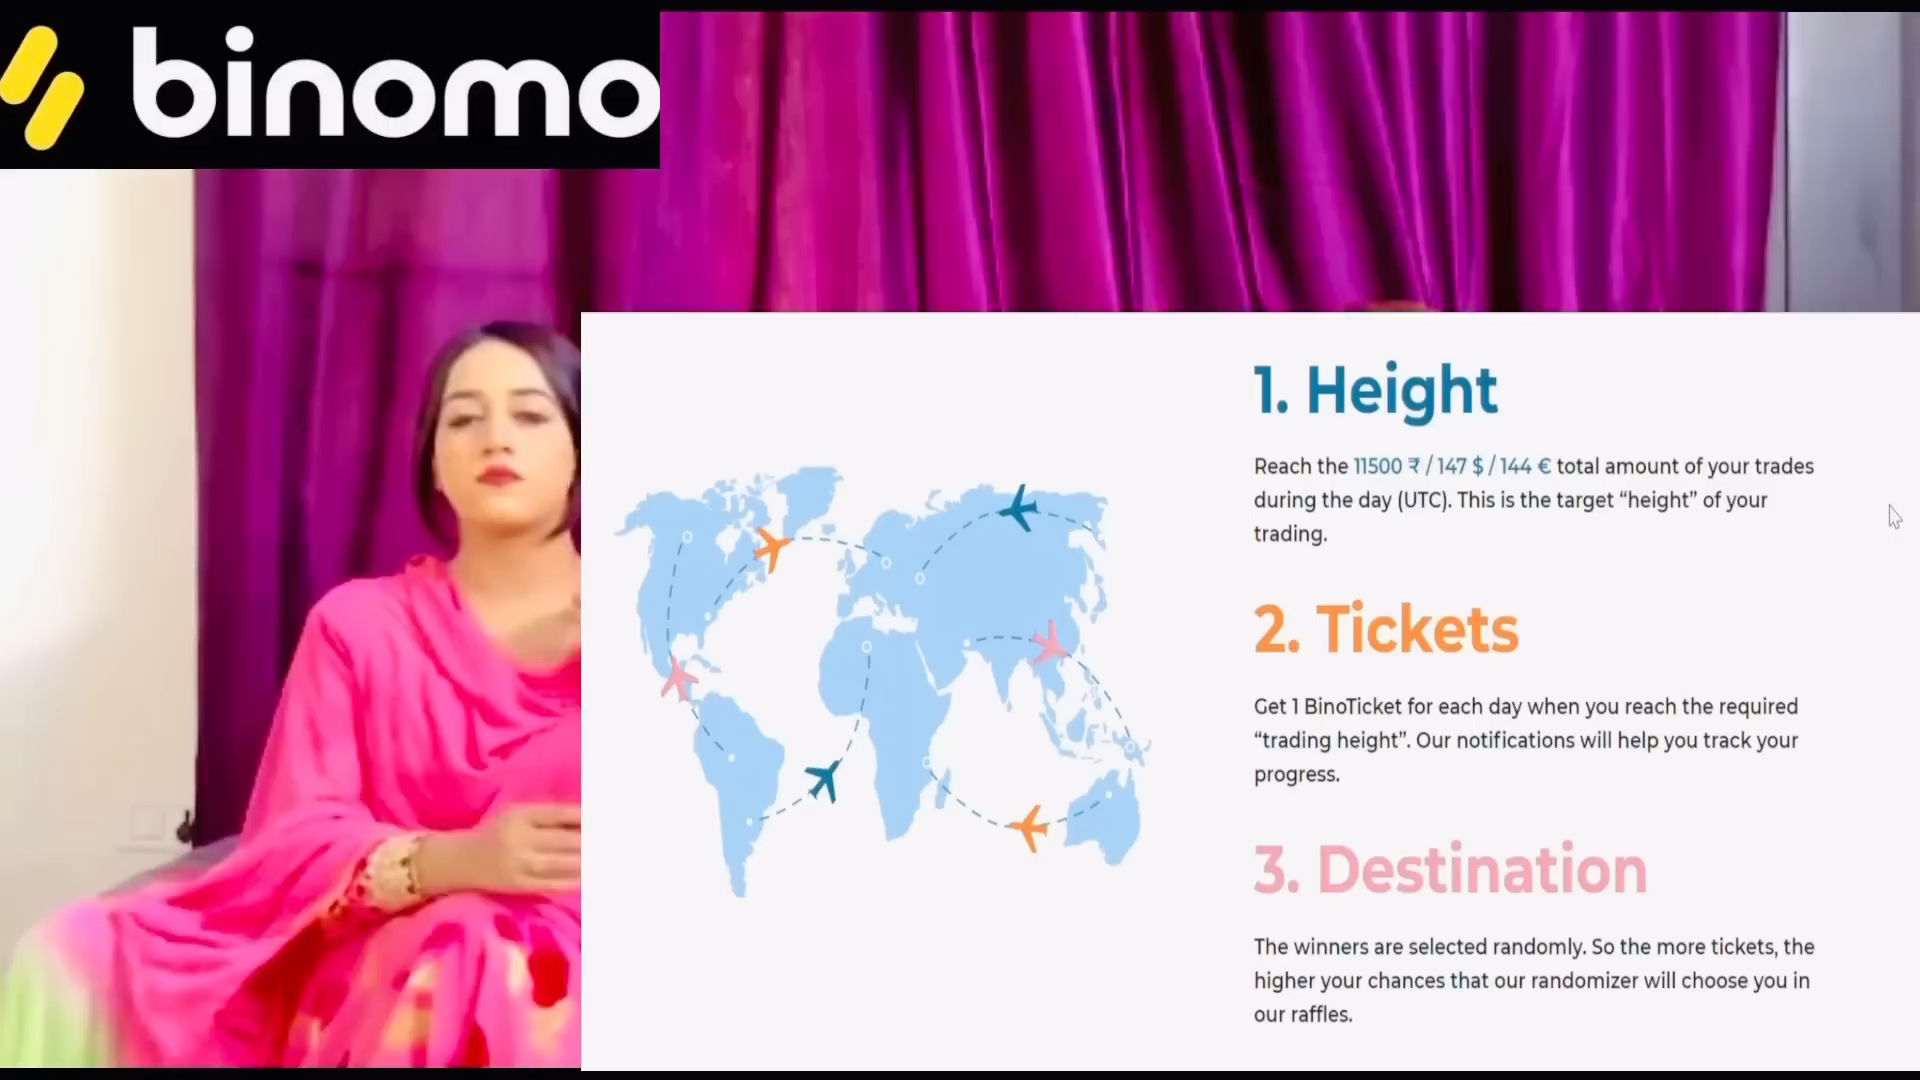 binomo
1. Height
Reach the 11500 ₹ / 147 $ / 144 € total amount of your trades
during the day (UTC). This is the target “height” of your
trading.
2. Tickets
Get 1 BinoTicket for each day when you reach the required
“trading height”. Our notifications will help you track your
progress.
3. Destination
The winners are selected randomly. So the more tickets, the
higher your chances that our randomizer will choose you in
our raffles.